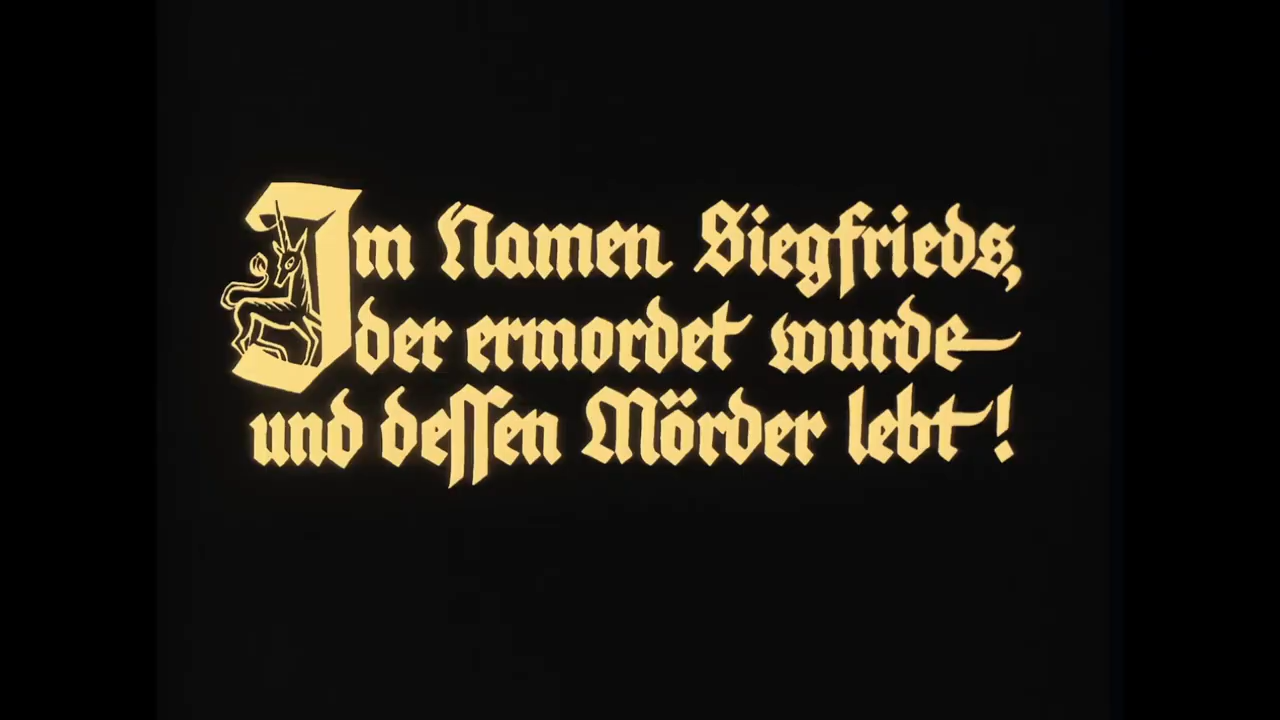 Im Namen Siegfrieds,
der ermordet wurde
und dessen Mörder lebt!